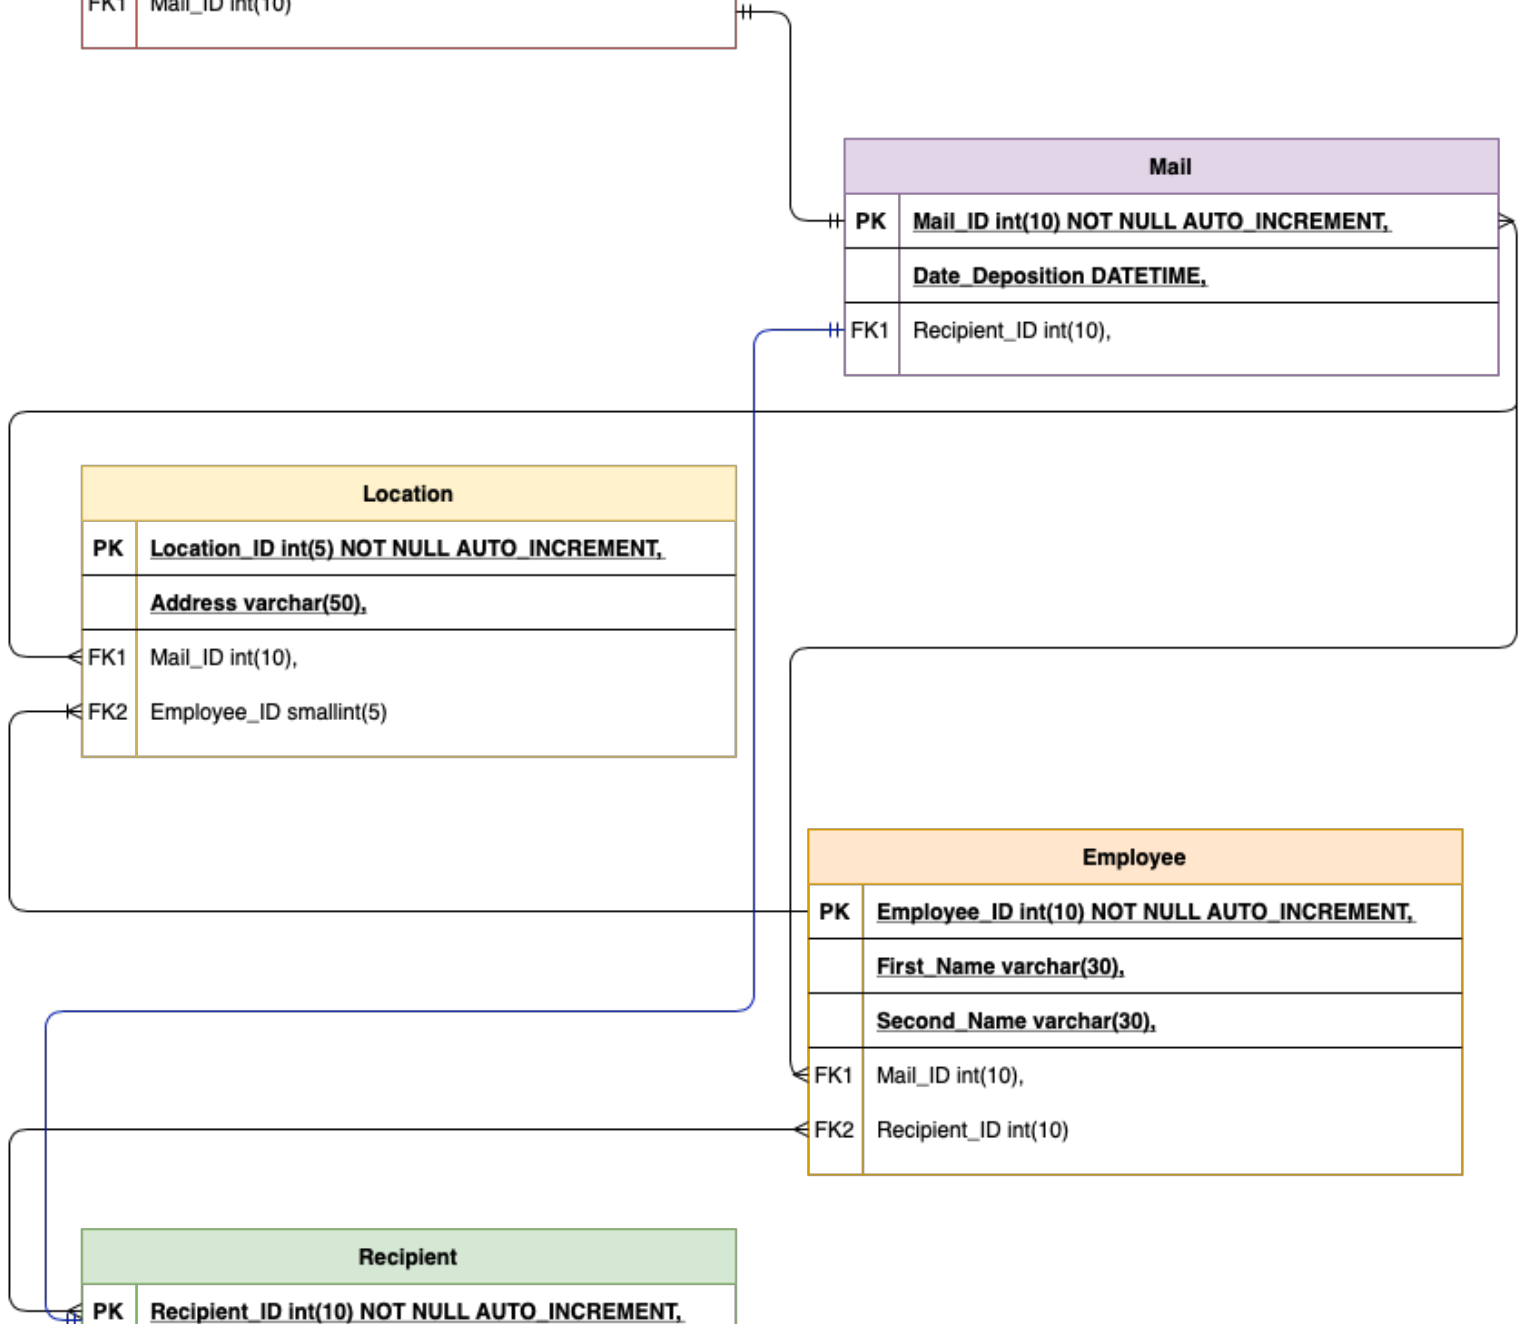 FK1 Mail_ID int(10)
Mail
PK Mail_ID int(10) NOT NULL AUTO_INCREMENT,
Date_Deposition DATETIME,
FK1 Recipient_ID int(10),
Location
PK Location_ID int(5) NOT NULL AUTO_INCREMENT,
Address varchar(50),
FK1 Mail_ID int(10),
FK2 Employee_ID smallint(5)
Employee
PK Employee_ID int(10) NOT NULL AUTO_INCREMENT,
First_Name varchar(30),
Second_Name varchar(30),
FK1 Mail_ID int(10),
FK2 Recipient_ID int(10)
Recipient
PK Recipient_ID int(10) NOT NULL AUTO_INCREMENT,